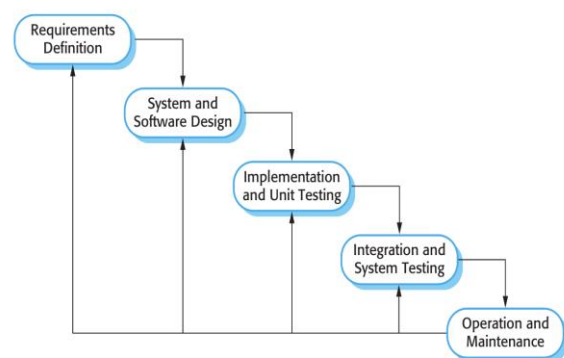 Requirements
Definition
System and
Software Design
Implementation
and Unit Testing
Integration and
System Testing
Operation and
Maintenance